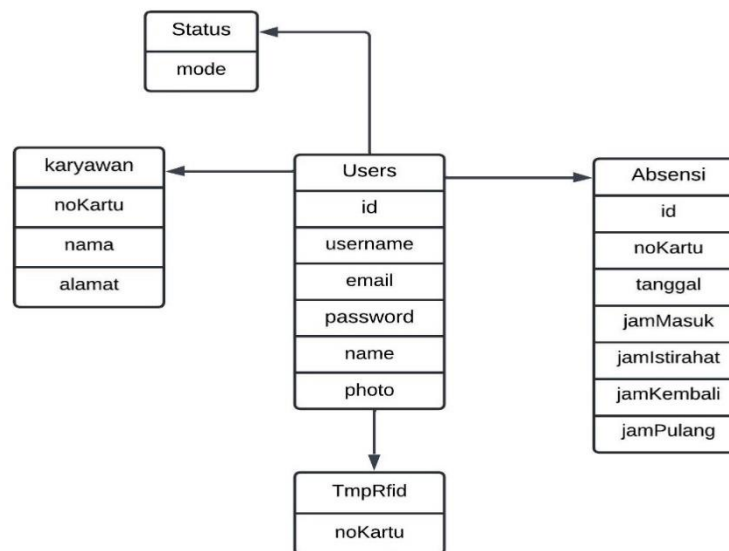 Status
mode
karyawan
noKartu
nama
alamat
Users
id
username
email
password
name
photo
Absensi
id
noKartu
tanggal
jamMasuk
jamIstirahat
jamKembali
jamPulang
TmpRfid
noKartu